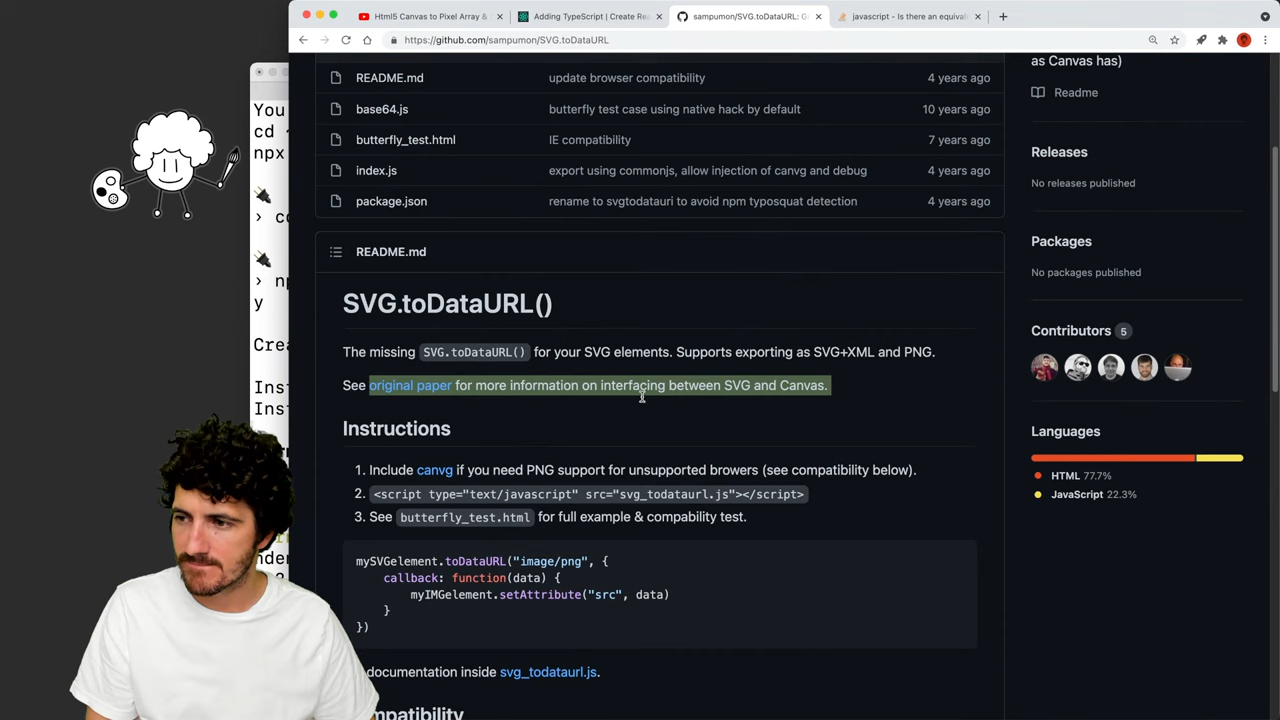 Html5 Canvas to Pixel Array &
Adding TypeScript | Create Rea
sampumon/SVG.toDataURL: G
javascript - Is there an equival
https://github.com/sampumon/SVG.toDataURL
You
cd
npx
co
np
y
Crea
Inst
Inst
README.md update browser compatibility 4 years ago
base64.js butterfly test case using native hack by default 10 years ago
butterfly_test.html IE compatibility 7 years ago
index.js export using commonjs, allow injection of canvg and debug 4 years ago
package.json rename to svgtodatauri to avoid npm typosquat detection 4 years ago
README.md
SVG.toDataURL()
The missing SVG.toDataURL() for your SVG elements. Supports exporting as SVG+XML and PNG.
See original paper for more information on interfacing between SVG and Canvas.
Instructions
1. Include canvg if you need PNG support for unsupported browers (see compatibility below).
2. <script type="text/javascript" src="svg_todataurl.js"></script>
3. See butterfly_test.html for full example & compability test.
mySVGelement.toDataURL("image/png", {
callback: function(data) {
myIMGelement.setAttribute("src", data)
}
})
documentation inside svg_todataurl.js.
mpatibility
as Canvas has)
Readme
Releases
No releases published
Packages
No packages published
Contributors 5
Languages
HTML 77.7%
JavaScript 22.3%